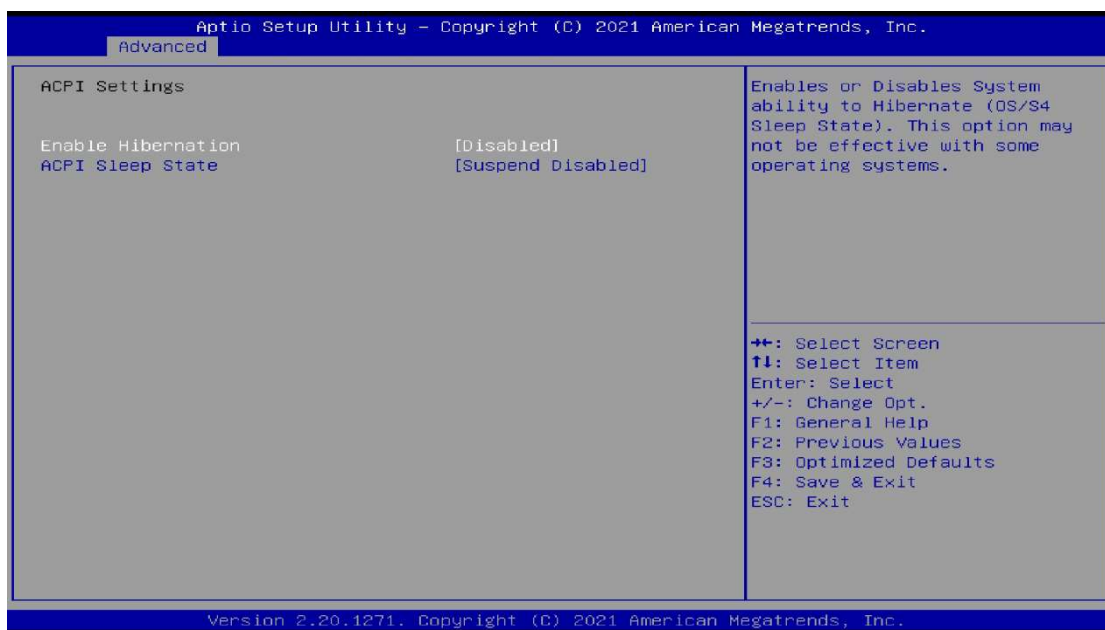 Aptio Setup Utility – Copyright (C) 2021 American Megatrends, Inc.
Advanced
ACPI Settings
Enable Hibernation [Disabled]
ACPI Sleep State [Suspend Disabled]
Enables or Disables System
ability to Hibernate (OS/S4
Sleep State). This option may
not be effective with some
operating systems.
→←: Select Screen
↑↓: Select Item
Enter: Select
+/-: Change Opt.
F1: General Help
F2: Previous Values
F3: Optimized Defaults
F4: Save & Exit
ESC: Exit
Version 2.20.1271. Copyright (C) 2021 American Megatrends, Inc.